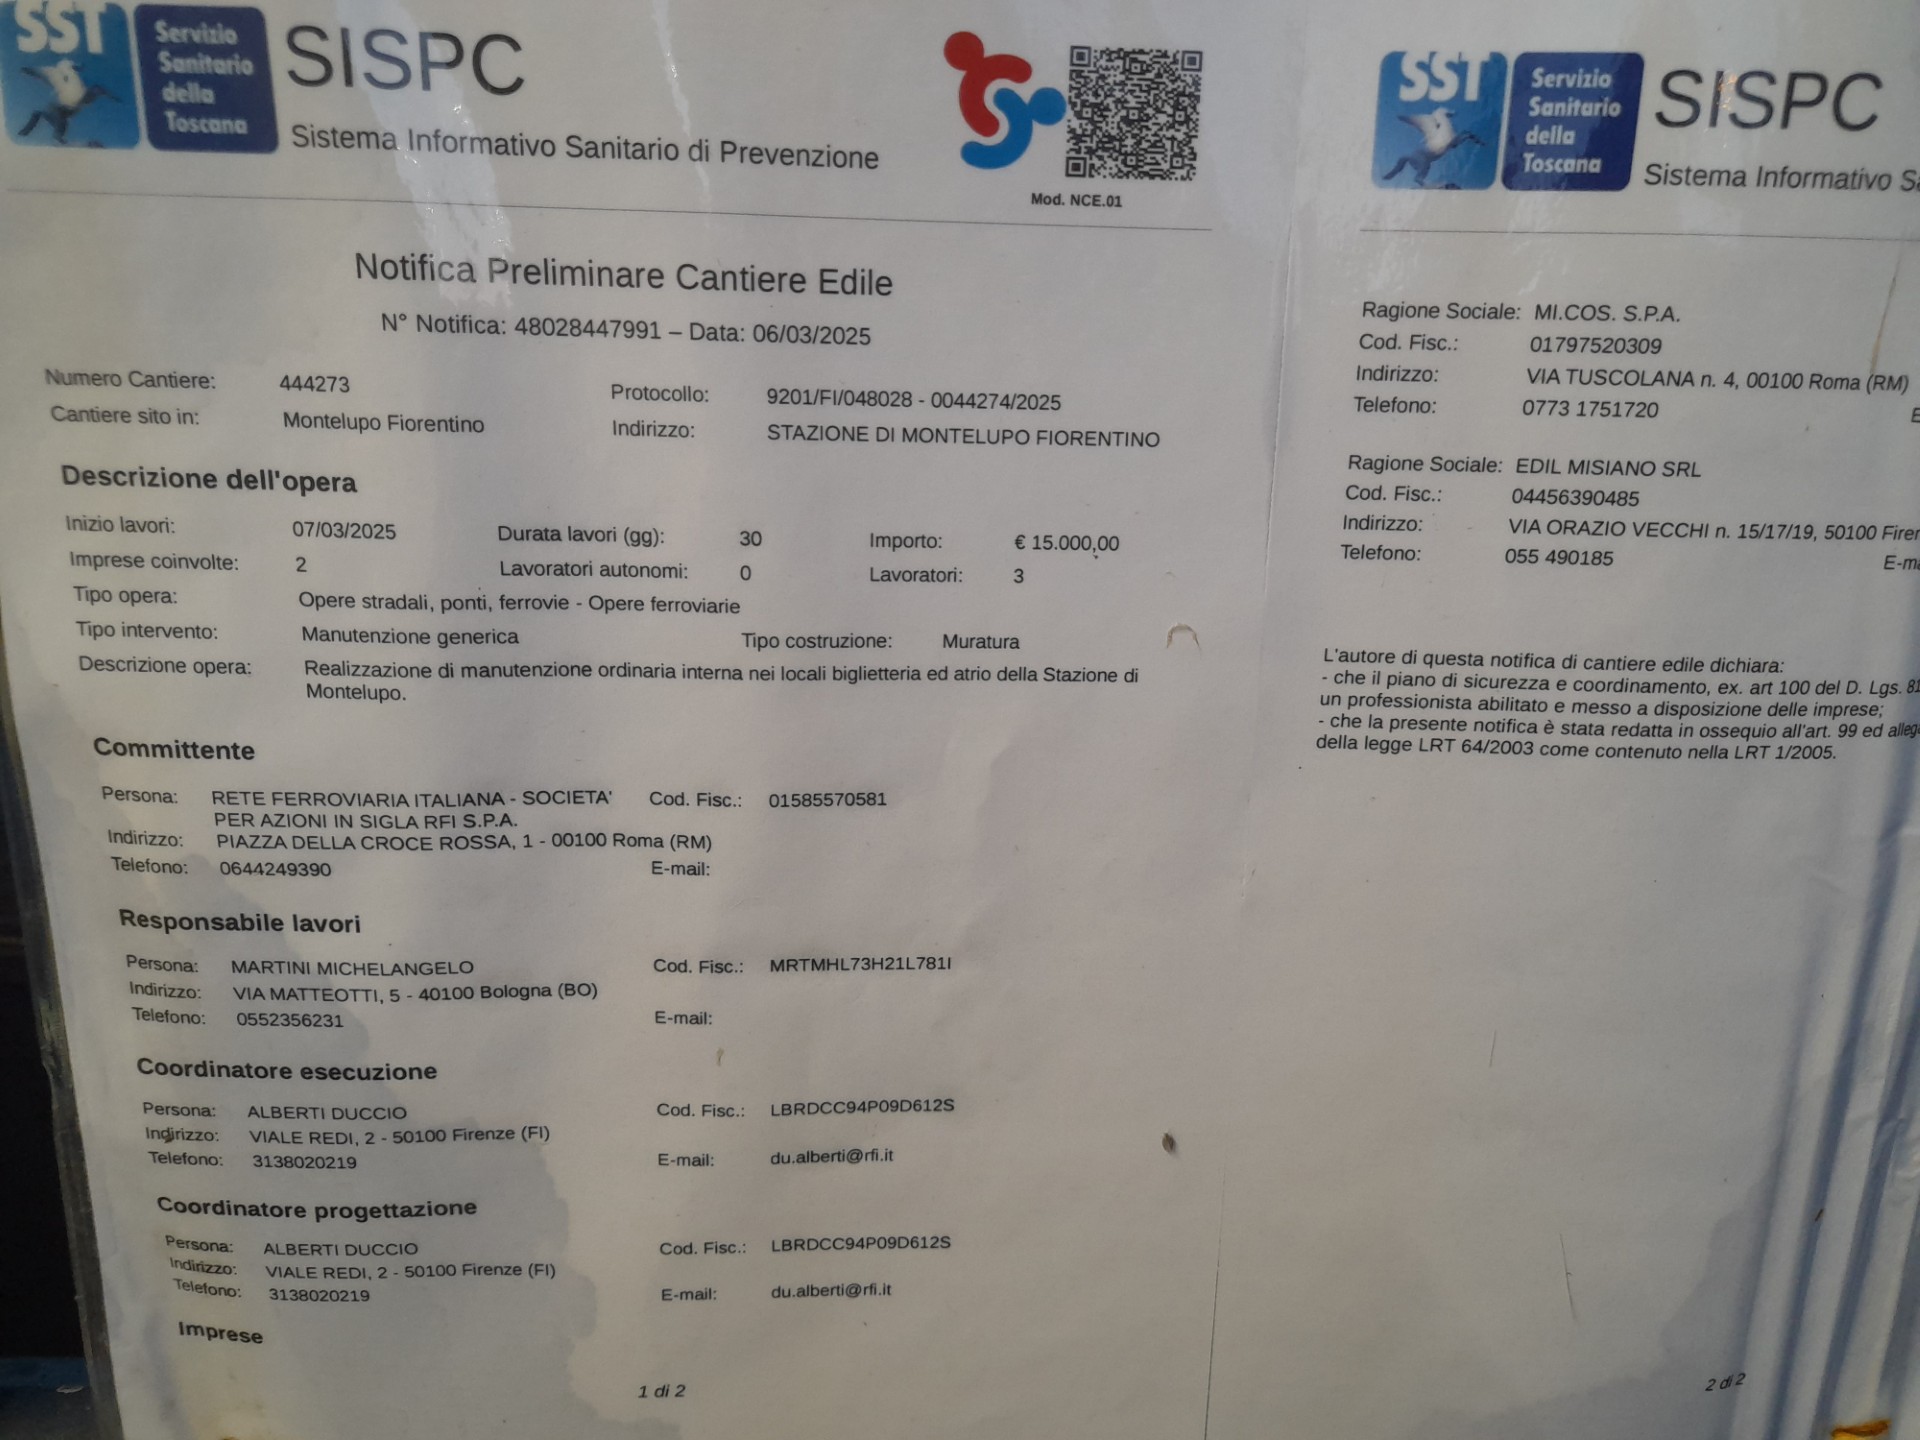 SST
Servizio
Sanitario
della
Toscana
SISPC
Sistema Informativo Sanitario di Prevenzione
Mod. NCE.01
Notifica Preliminare Cantiere Edile
N° Notifica: 48028447991 – Data: 06/03/2025
Numero Cantiere: 444273 Protocollo: 9201/FI/048028 - 0044274/2025
Cantiere sito in: Montelupo Fiorentino Indirizzo: STAZIONE DI MONTELUPO FIORENTINO
Descrizione dell'opera
Inizio lavori: 07/03/2025 Durata lavori (gg): 30 Importo: € 15.000,00
Imprese coinvolte: 2 Lavoratori autonomi: 0 Lavoratori: 3
Tipo opera: Opere stradali, ponti, ferrovie - Opere ferroviarie
Tipo intervento: Manutenzione generica Tipo costruzione: Muratura
Descrizione opera: Realizzazione di manutenzione ordinaria interna nei locali biglietteria ed atrio della Stazione di
Montelupo.
Committente
Persona: RETE FERROVIARIA ITALIANA - SOCIETA' Cod. Fisc.: 01585570581
PER AZIONI IN SIGLA RFI S.P.A.
Indirizzo: PIAZZA DELLA CROCE ROSSA, 1 - 00100 Roma (RM)
Telefono: 0644249390 E-mail:
Responsabile lavori
Persona: MARTINI MICHELANGELO Cod. Fisc.: MRTMHL73H21L781I
Indirizzo: VIA MATTEOTTI, 5 - 40100 Bologna (BO)
Telefono: 0552356231 E-mail:
Coordinatore esecuzione
Persona: ALBERTI DUCCIO Cod. Fisc.: LBRDCC94P09D612S
Indirizzo: VIALE REDI, 2 - 50100 Firenze (FI)
Telefono: 3138020219 E-mail: du.alberti@rfi.it
Coordinatore progettazione
Persona: ALBERTI DUCCIO Cod. Fisc.: LBRDCC94P09D612S
Indirizzo: VIALE REDI, 2 - 50100 Firenze (FI)
Telefono: 3138020219 E-mail: du.alberti@rfi.it
Imprese
1 di 2
SST
Servizio
Sanitario
della
Toscana
SISPC
Sistema Informativo Sa
Ragione Sociale: MI.COS. S.P.A.
Cod. Fisc.: 01797520309
Indirizzo: VIA TUSCOLANA n. 4, 00100 Roma (RM)
Telefono: 0773 1751720 E
Ragione Sociale: EDIL MISIANO SRL
Cod. Fisc.: 04456390485
Indirizzo: VIA ORAZIO VECCHI n. 15/17/19, 50100 Firen
Telefono: 055 490185 E-ma
L'autore di questa notifica di cantiere edile dichiara:
- che il piano di sicurezza e coordinamento, ex. art 100 del D. Lgs. 81
un professionista abilitato e messo a disposizione delle imprese;
- che la presente notifica è stata redatta in ossequio all'art. 99 ed alleg
della legge LRT 64/2003 come contenuto nella LRT 1/2005.
2 di 2